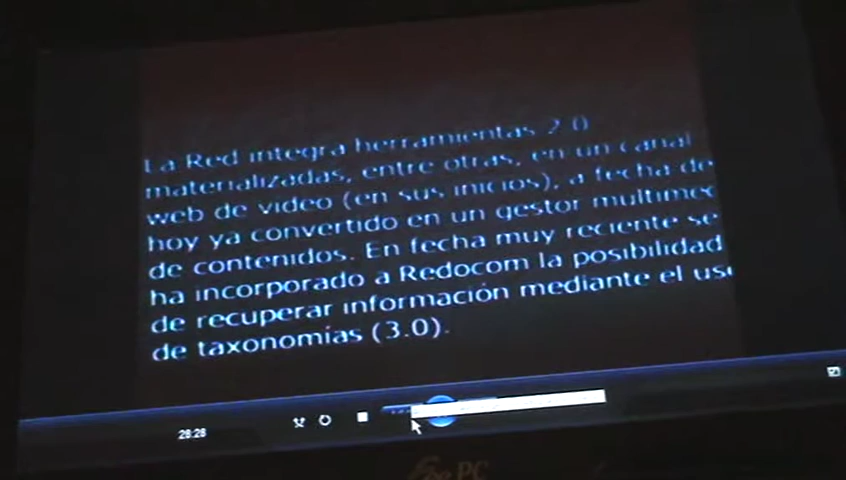 La Red integra herramientas 2.0
materializadas, entre otras, en un canal
web de video (en sus inicios), a fecha de
hoy ya convertido en un gestor
de contenidos. En fecha muy reciente se
ha incorporado a Redocom la posibilidad
de recuperar información mediante el uso
de taxonomías (3.0).
28:28
PC